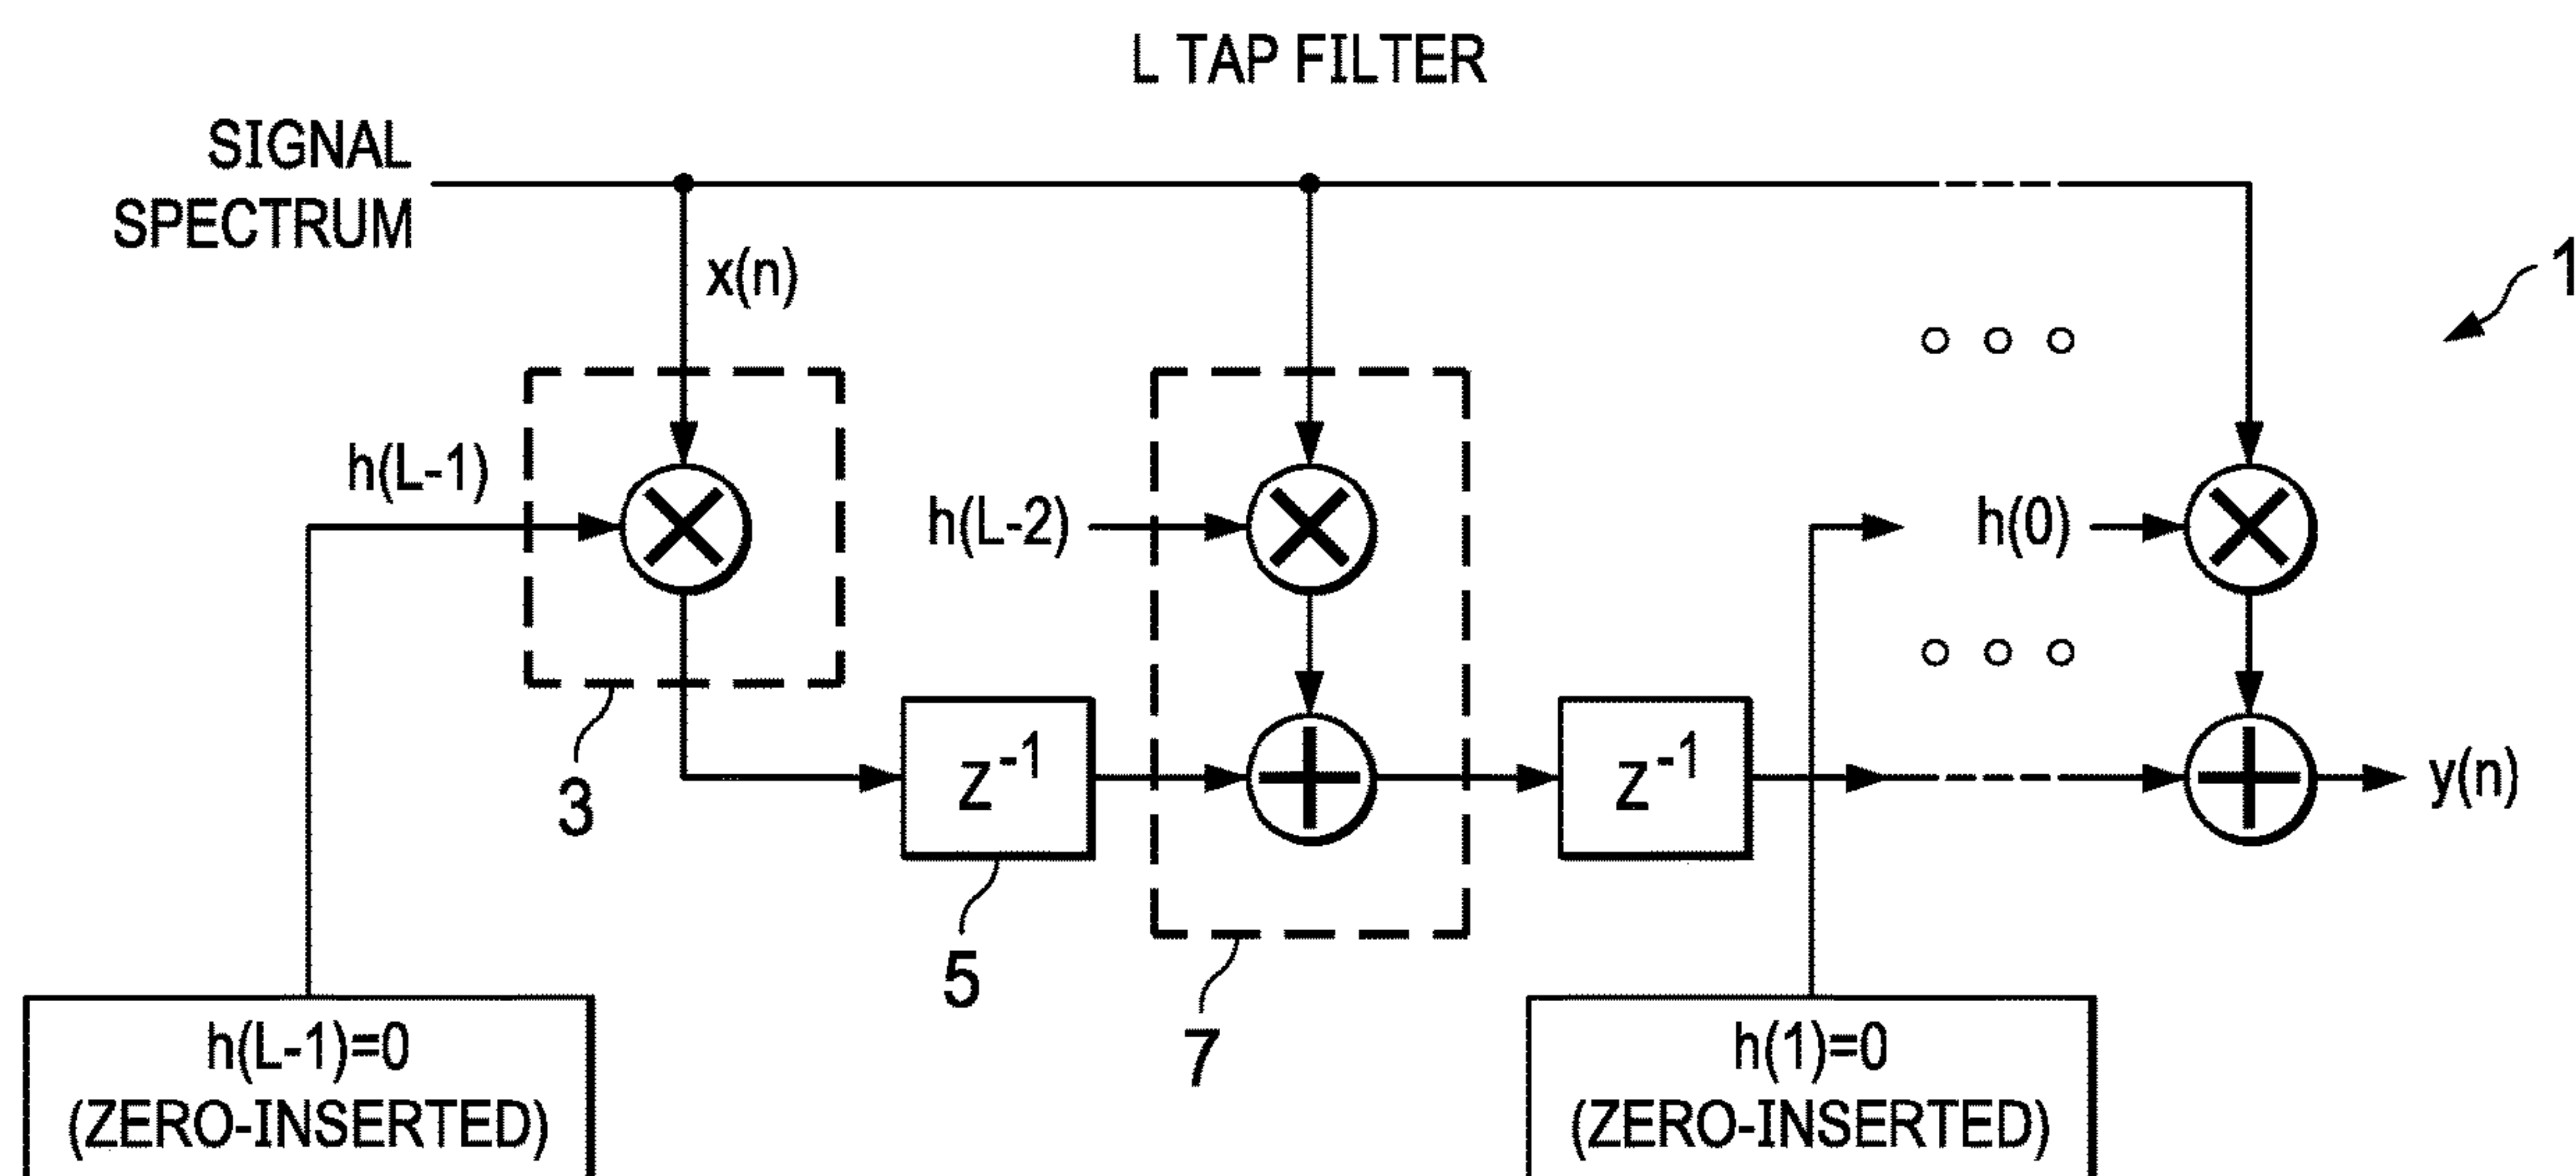 L TAP FILTER
SIGNAL
SPECTRUM
x(n)
1
h(L-1)
h(L-2)
h(0)
z^-1
z^-1
y(n)
3
5
7
h(L-1)=0
(ZERO-INSERTED)
h(1)=0
(ZERO-INSERTED)